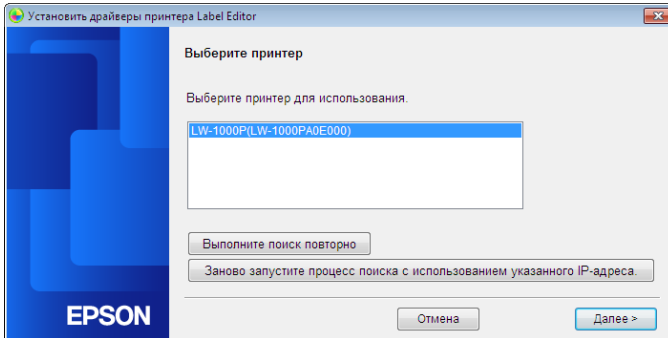 Установить драйверы принтера Label Editor
Выберите принтер
Выберите принтер для использования.
LW-1000P(LW-1000PA0E000)
Выполните поиск повторно
Заново запустите процесс поиска с использованием указанного IP-адреса.
EPSON
Отмена
Далее >